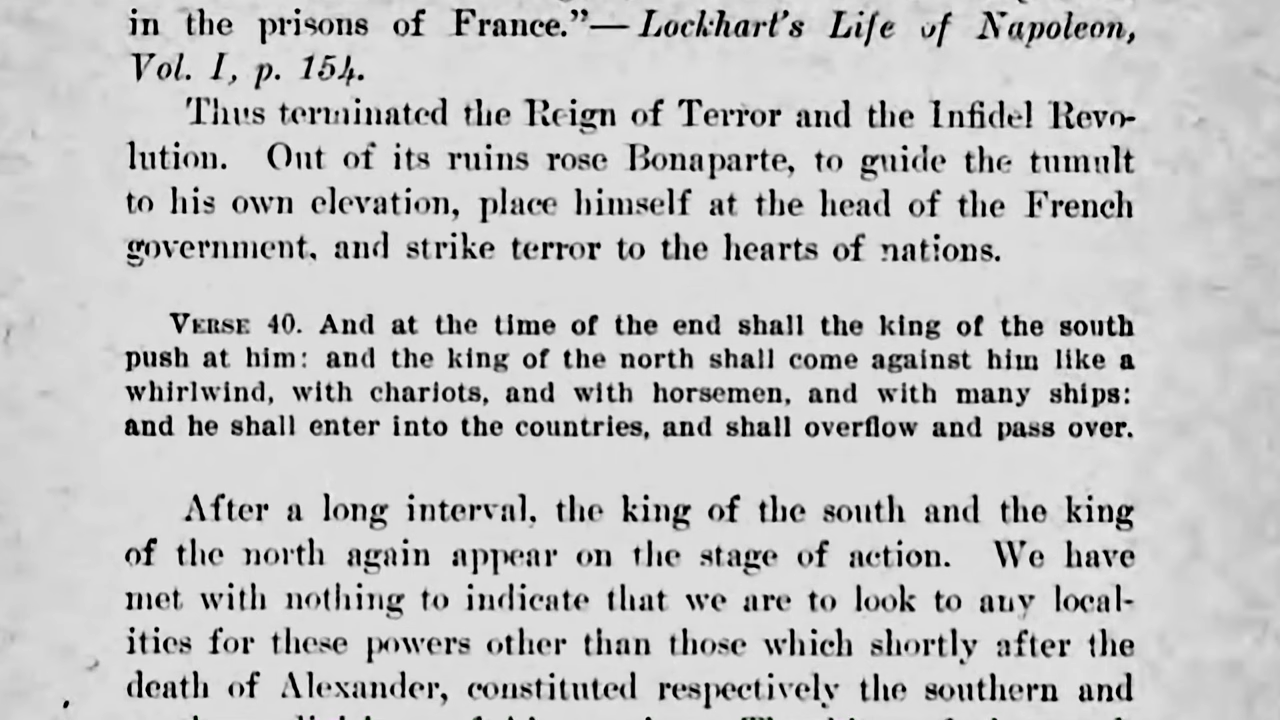 in the prisons of France."—Lockhart's Life of Napoleon,
Vol. I, p. 154.
Thus terminated the Reign of Terror and the Infidel Revo-
lution. Out of its ruins rose Bonaparte, to guide the tumult
to his own elevation, place himself at the head of the French
government, and strike terror to the hearts of nations.
VERSE 40. And at the time of the end shall the king of the south
push at him: and the king of the north shall come against him like a
whirlwind, with chariots, and with horsemen, and with many ships:
and he shall enter into the countries, and shall overflow and pass over.
After a long interval, the king of the south and the king
of the north again appear on the stage of action. We have
met with nothing to indicate that we are to look to any local-
ities for these powers other than those which shortly after the
death of Alexander, constituted respectively the southern and